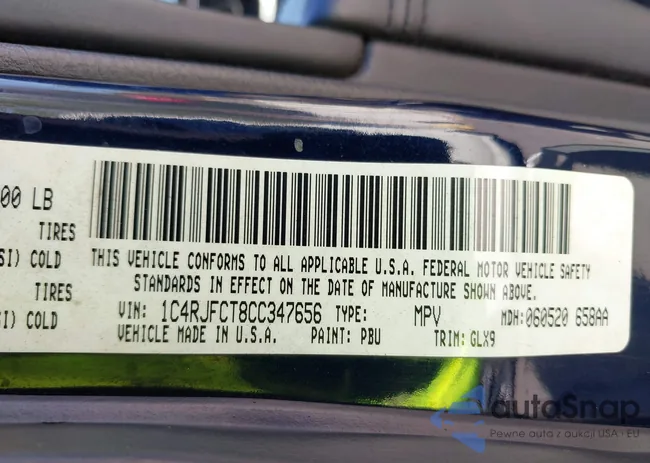 00 LB
TIRES
SI) COLD
TIRES
SI) COLD
THIS VEHICLE CONFORMS TO ALL APPLICABLE U.S.A. FEDERAL MOTOR VEHICLE SAFETY
STANDARDS IN EFFECT ON THE DATE OF MANUFACTURE SHOWN ABOVE.
VIN: 1C4RJFCT8CC347656 TYPE: MPV MDH:060520 658AA
VEHICLE MADE IN U.S.A. PAINT: PBU TRIM: GLX9
autoSnap
Pewne auto z aukcji USA · EU